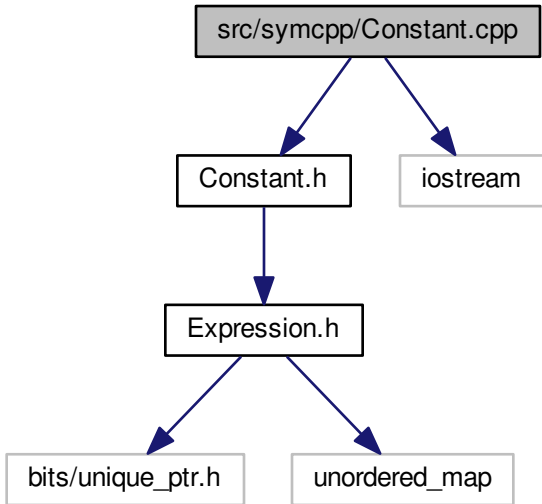 src/symcpp/Constant.cpp
Constant.h
iostream
Expression.h
bits/unique_ptr.h
unordered_map